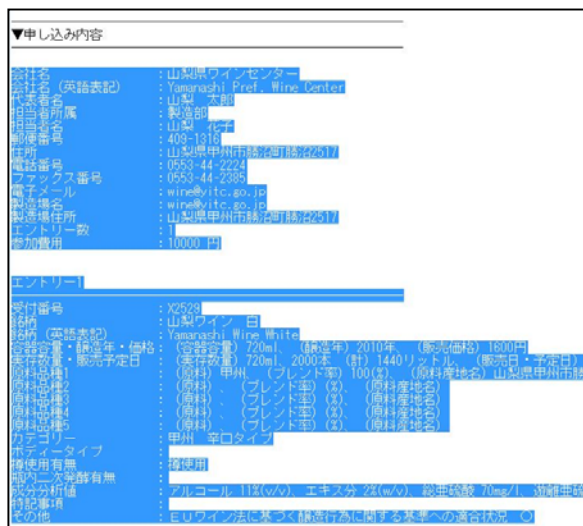 ▼申し込み内容
会社名 : 山梨県ワインセンター
会社名（英語表記） : Yamanashi Pref. Wine Center
代表者名 : 山梨 太郎
担当者所属 : 製造部
担当者名 : 山梨 花子
郵便番号 : 409-1316
住所 : 山梨県甲州市勝沼町勝沼2517
電話番号 : 0553-44-2224
ファックス番号 : 0553-44-2385
電子メール : wine@yitc.go.jp
製造場名 : wine@yitc.go.jp
製造場住所 : 山梨県甲州市勝沼町勝沼2517
エントリー数 : 1
参加費用 : 10000 円
エントリー1
受付番号 : X2529
銘柄 : 山梨ワイン 白
銘柄（英語表記） : Yamanashi Wine White
容器容量・醸造年・価格 : （容器容量）720ml、（醸造年）2010年、（販売価格）1600円
実存数量・販売予定日 : （実存数量）720ml、2000本 （計）1440リットル、（販売日・予定日）
原料品種1 : （原料）甲州、（ブレンド率）100(%)、（原料産地名）山梨県甲州市勝
原料品種2 : （原料）、（ブレンド率）(%)、（原料産地名）
原料品種3 : （原料）、（ブレンド率）(%)、（原料産地名）
原料品種4 : （原料）、（ブレンド率）(%)、（原料産地名）
原料品種5 : （原料）、（ブレンド率）(%)、（原料産地名）
カテゴリー : 甲州 辛口タイプ
ボディータイプ :
樽使用有無 : 樽使用
瓶内二次発酵有無 :
成分分析値 : アルコール 11%(v/v)、エキス分 2%(w/v)、総亜硫酸 70mg/l、遊離亜硫
特記事項 :
その他 : ＥＵワイン法に基づく醸造行為に関する基準への適合状況 ○